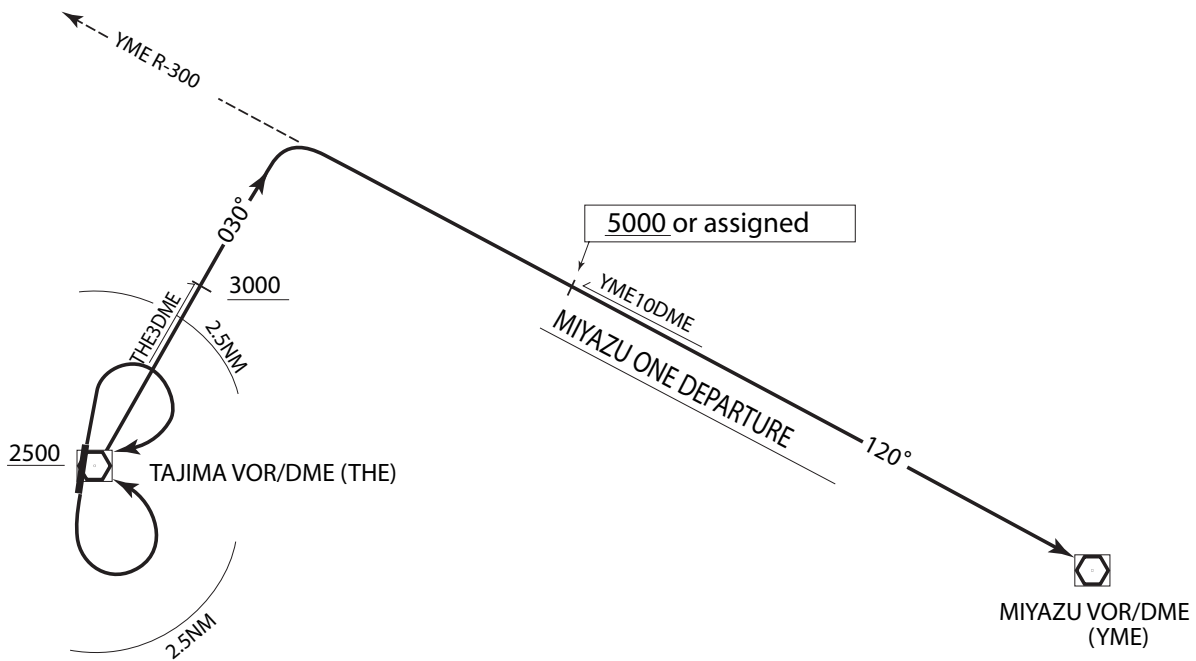 YME R-300
030°
5000 or assigned
3000
YME10DME
THE3DME
2.5NM
MIYAZU ONE DEPARTURE
120°
2500
TAJIMA VOR/DME (THE)
2.5NM
MIYAZU VOR/DME
(YME)